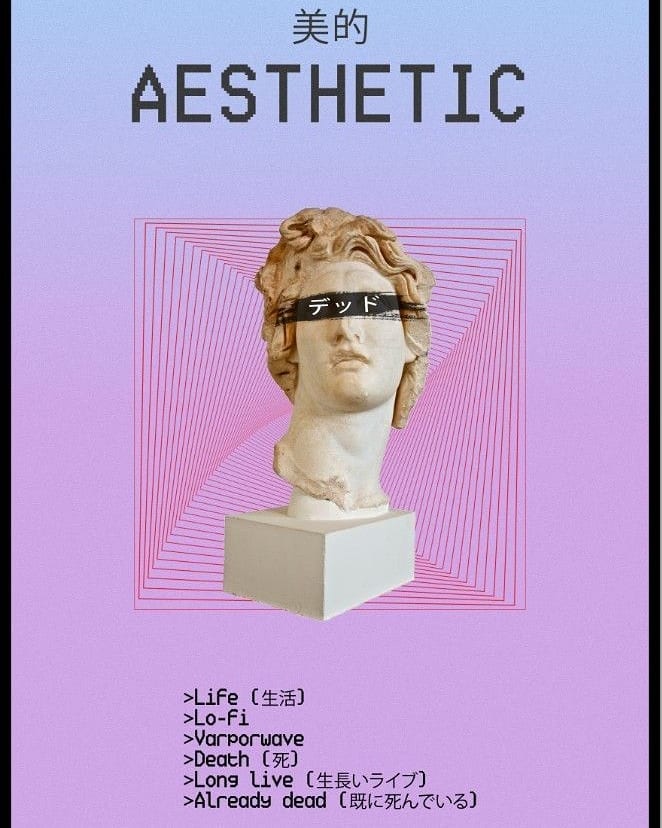 美的
AESTHETIC
デッド
>Life (生活)
>Lo-fi
>Varporwave
>Death (死)
>Long live (生長いライブ)
>Already dead (既に死んでいる)